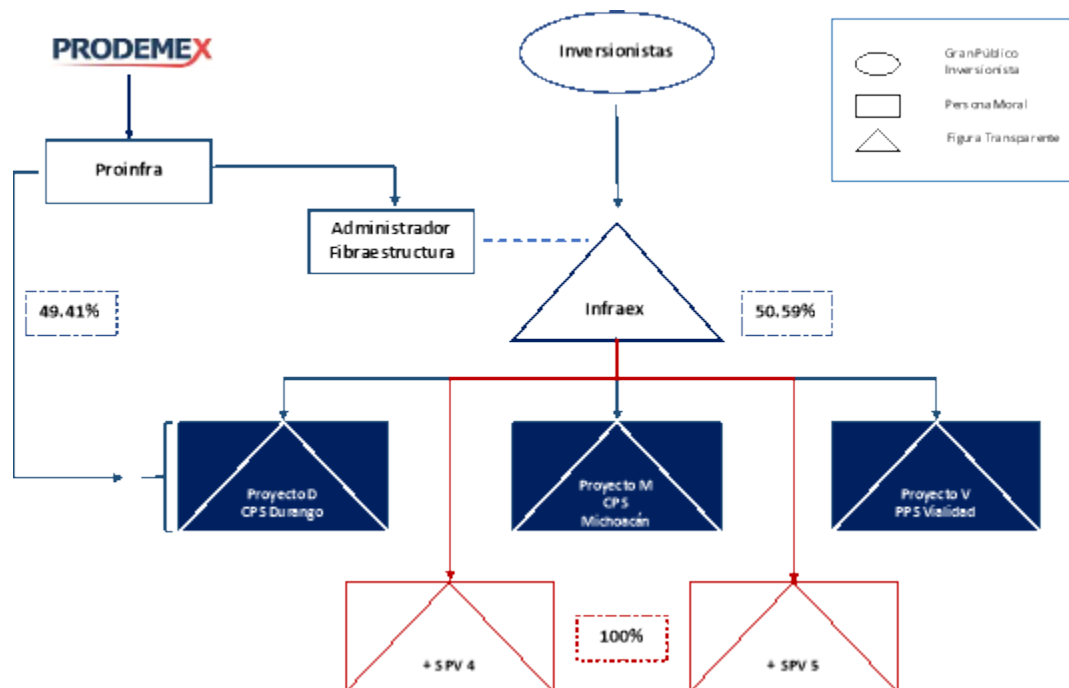 PRODEMEX
Inversionistas
Gran Público
Inversionista
Persona Moral
Figura Transparente
Proinfra
Administrador
Fibraestructura
49.41%
Infraex
50.59%
Proyecto D
CPS Durango
Proyecto M
CPS
Michoacán
Proyecto V
PPS Vialidad
100%
+ SPV 4
+ SPV 5